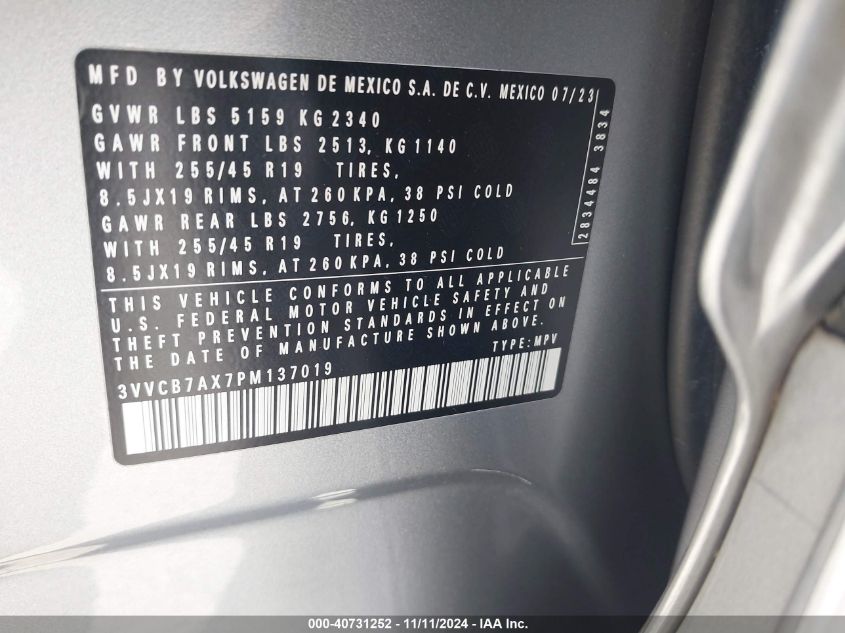 MFD BY VOLKSWAGEN DE MEXICO S.A. DE C.V. MEXICO 07/23
GVWR LBS 5159 KG 2340
GAWR FRONT LBS 2513, KG 1140
WITH 255/45 R19 TIRES,
8.5JX19 RIMS, AT 260 KPA, 38 PSI COLD
GAWR REAR LBS 2756, KG 1250
WITH 255/45 R19 TIRES,
8.5JX19 RIMS, AT 260 KPA, 38 PSI COLD
2834484 3834
THIS VEHICLE CONFORMS TO ALL APPLICABLE
U.S. FEDERAL MOTOR VEHICLE SAFETY AND
THEFT PREVENTION STANDARDS IN EFFECT ON
THE DATE OF MANUFACTURE SHOWN ABOVE.
TYPE: MPV
3VVCB7AX7PM137019
000-40731252 - 11/11/2024 - IAA Inc.